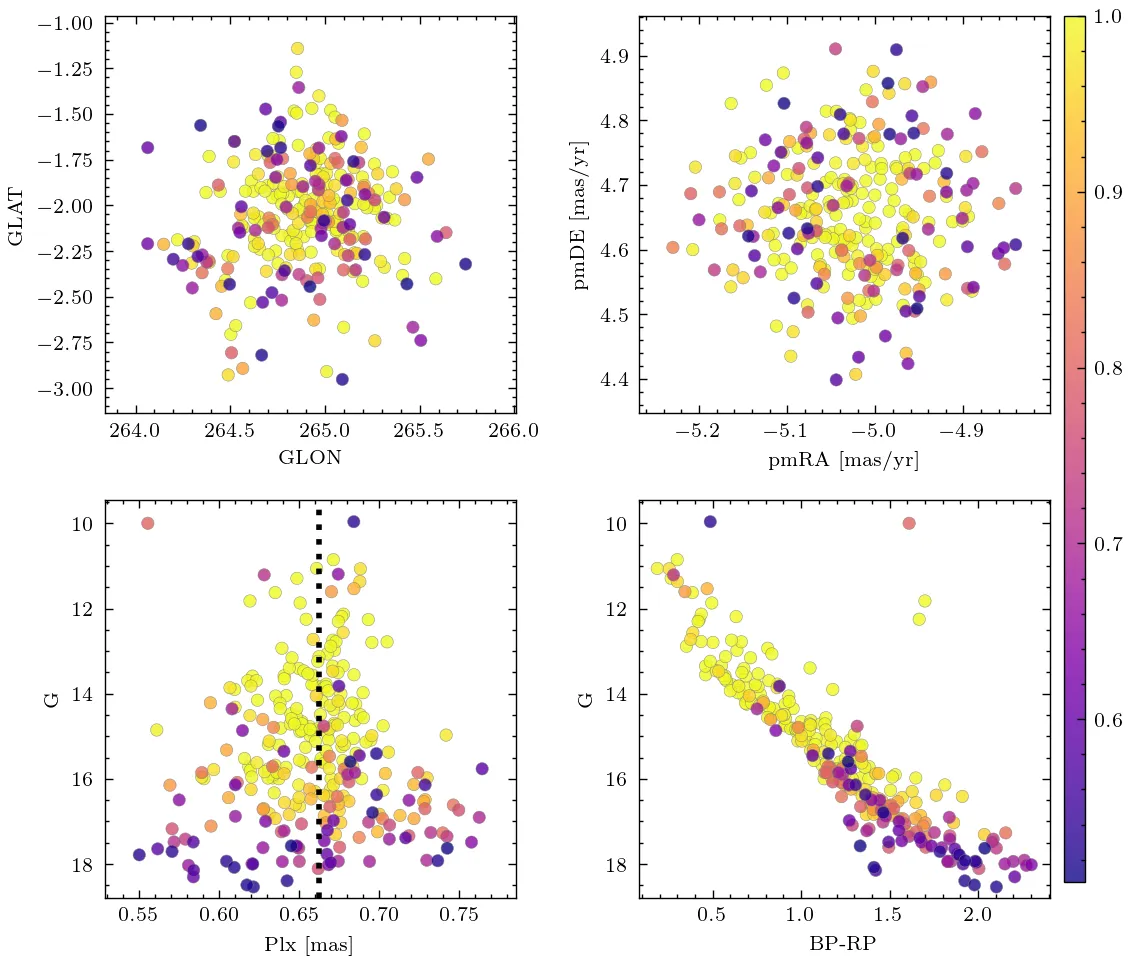 −1.00
−1.25
−1.50
−1.75
−2.00
−2.25
−2.50
−2.75
−3.00
GLAT
264.0 264.5 265.0 265.5 266.0
GLON
4.9
4.8
4.7
4.6
4.5
4.4
pmDE [mas/yr]
−5.2 −5.1 −5.0 −4.9
pmRA [mas/yr]
10
12
14
16
18
G
0.55 0.60 0.65 0.70 0.75
Plx [mas]
10
12
14
16
18
G
0.5 1.0 1.5 2.0
BP-RP
1.0
0.9
0.8
0.7
0.6